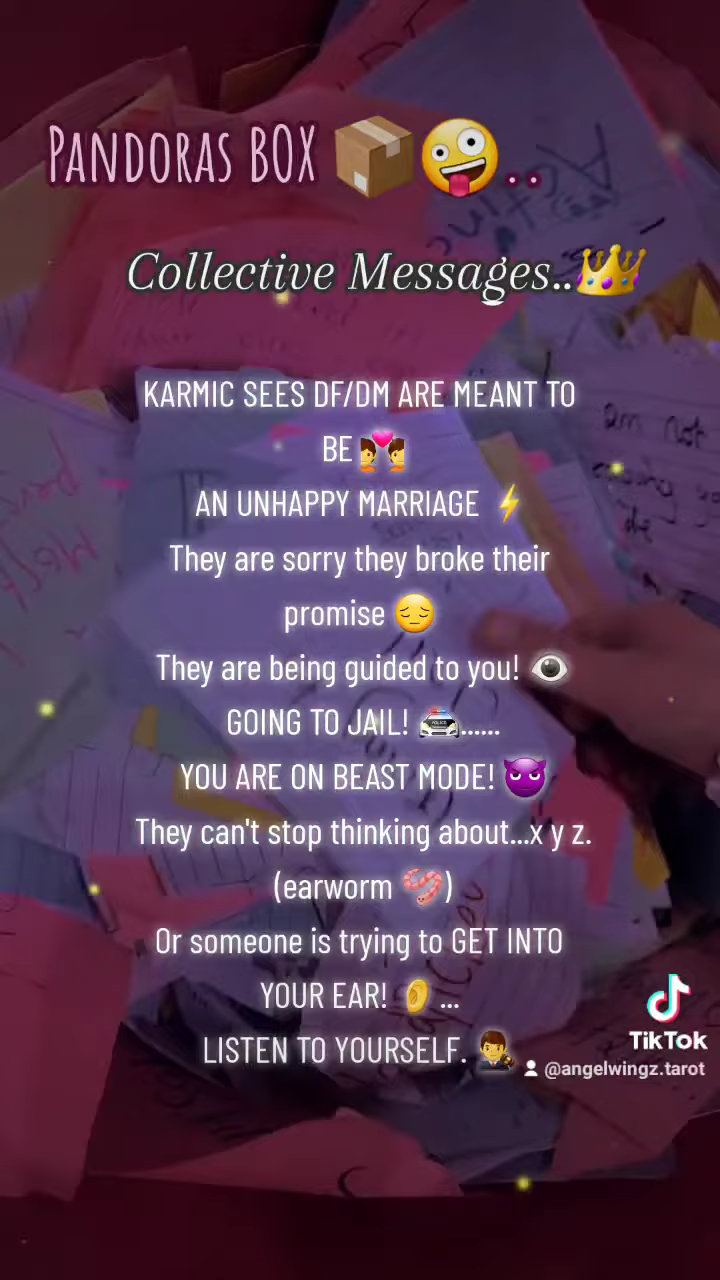 PANDORAS BOX 📦🤪..
Collective Messages..👑
KARMIC SEES DF/DM ARE MEANT TO
BE 💏
AN UNHAPPY MARRIAGE ⚡
They are sorry they broke their
promise 😔
They are being guided to you! 👁️
GOING TO JAIL! 🚔......
YOU ARE ON BEAST MODE! 😈
They can't stop thinking about...x y z.
(earworm 🪱)
Or someone is trying to GET INTO
YOUR EAR! 👂 ...
LISTEN TO YOURSELF. 👨‍⚖️
am not
TikTok
@angelwingz.tarot